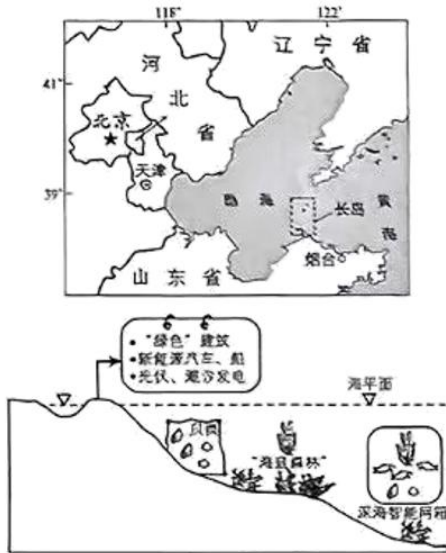 118°
122°
辽宁省
41°
河北省
北京
天津
39°
渤海
长岛
黄海
烟台
山东省
• “绿色”建筑
• 新能源汽车、船
• 光伏、潮汐发电
海平面
“海底森林”
深海智能网箱